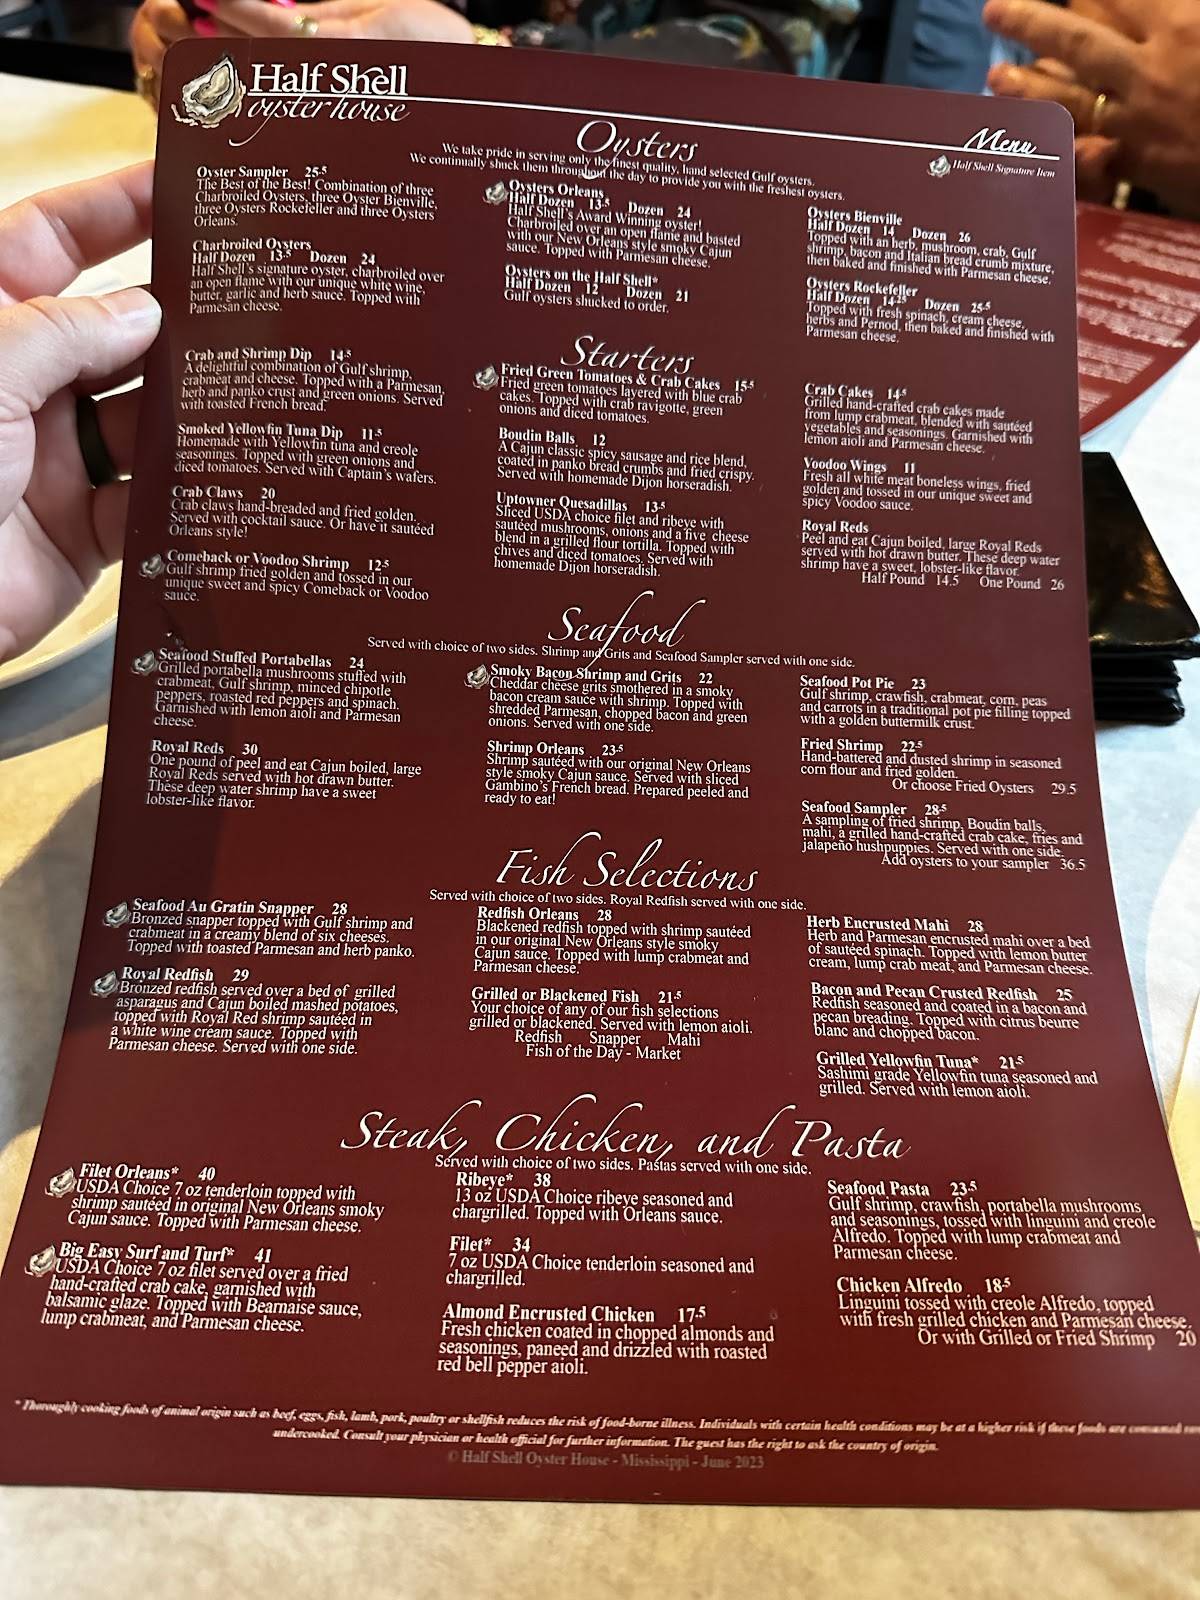 Half Shell
oyster house
Menu
Half Shell Signature Item
Oysters
We take pride in serving only the finest quality, hand selected Gulf oysters.
We continually shuck them throughout the day to provide you with the freshest oysters.
Oyster Sampler 25.5
The Best of the Best! Combination of three
Charbroiled Oysters, three Oyster Bienville,
three Oysters Rockefeller and three Oysters
Orleans.
Charbroiled Oysters
Half Dozen 13.5 Dozen 24
Half Shell's signature oyster, charbroiled over
an open flame with our unique white wine,
butter, garlic and herb sauce. Topped with
Parmesan cheese.
Oysters Orleans
Half Dozen 13.5 Dozen 24
Half Shell's Award Winning oyster!
Charbroiled over an open flame and basted
with our New Orleans style smoky Cajun
sauce. Topped with Parmesan cheese.
Oysters on the Half Shell*
Half Dozen 12 Dozen 21
Gulf oysters shucked to order.
Oysters Bienville
Half Dozen 14 Dozen 26
Topped with an herb, mushroom, crab, Gulf
shrimp, bacon and Italian bread crumb mixture,
then baked and finished with Parmesan cheese.
Oysters Rockefeller
Half Dozen 14.25 Dozen 25.5
Topped with fresh spinach, cream cheese,
herbs and Pernod, then baked and finished with
Parmesan cheese.
Starters
Crab and Shrimp Dip 14.5
A delightful combination of Gulf shrimp,
crabmeat and cheese. Topped with a Parmesan,
herb and panko crust and green onions. Served
with toasted French bread.
Smoked Yellowfin Tuna Dip 11.5
Homemade with Yellowfin tuna and creole
seasonings. Topped with green onions and
diced tomatoes. Served with Captain's wafers.
Crab Claws 20
Crab claws hand-breaded and fried golden.
Served with cocktail sauce. Or have it sautéed
Orleans style!
Comeback or Voodoo Shrimp 12.5
Gulf shrimp fried golden and tossed in our
unique sweet and spicy Comeback or Voodoo
sauce.
Fried Green Tomatoes & Crab Cakes 15.5
Fried green tomatoes layered with blue crab
cakes. Topped with crab ravigotte, green
onions and diced tomatoes.
Boudin Balls 12
A Cajun classic spicy sausage and rice blend,
coated in panko bread crumbs and fried crispy.
Served with homemade Dijon horseradish.
Uptowner Quesadillas 13.5
Sliced USDA choice filet and ribeye with
sautéed mushrooms, onions and a five cheese
blend in a grilled flour tortilla. Topped with
chives and diced tomatoes. Served with
homemade Dijon horseradish.
Crab Cakes 14.5
Grilled hand-crafted crab cakes made
from lump crabmeat, blended with sautéed
vegetables and seasonings. Garnished with
lemon aioli and Parmesan cheese.
Voodoo Wings 11
Fresh all white meat boneless wings, fried
golden and tossed in our unique sweet and
spicy Voodoo sauce.
Royal Reds
Peel and eat Cajun boiled, large Royal Reds
served with hot drawn butter. These deep water
shrimp have a sweet, lobster-like flavor.
Half Pound 14.5 One Pound 26
Seafood
Served with choice of two sides. Shrimp and Grits and Seafood Sampler served with one side.
Seafood Stuffed Portabellas 24
Grilled portabella mushrooms stuffed with
crabmeat, Gulf shrimp, minced chipotle
peppers, roasted red peppers and spinach.
Garnished with lemon aioli and Parmesan
cheese.
Royal Reds 30
One pound of peel and eat Cajun boiled, large
Royal Reds served with hot drawn butter.
These deep water shrimp have a sweet
lobster-like flavor.
Smoky Bacon Shrimp and Grits 22
Cheddar cheese grits smothered in a smoky
bacon cream sauce with shrimp. Topped with
shredded Parmesan, chopped bacon and green
onions. Served with one side.
Shrimp Orleans 23.5
Shrimp sautéed with our original New Orleans
style smoky Cajun sauce. Served with sliced
Gambino's French bread. Prepared peeled and
ready to eat!
Seafood Pot Pie 23
Gulf shrimp, crawfish, crabmeat, corn, peas
and carrots in a traditional pot pie filling topped
with a golden buttermilk crust.
Fried Shrimp 22.5
Hand-battered and dusted shrimp in seasoned
corn flour and fried golden.
Or choose Fried Oysters 29.5
Seafood Sampler 28.5
A sampling of fried shrimp, Boudin balls,
mahi, a grilled hand-crafted crab cake, fries and
jalapeño hushpuppies. Served with one side.
Add oysters to your sampler 36.5
Fish Selections
Served with choice of two sides. Royal Redfish served with one side.
Seafood Au Gratin Snapper 28
Bronzed snapper topped with Gulf shrimp and
crabmeat in a creamy blend of six cheeses.
Topped with toasted Parmesan and herb panko.
Royal Redfish 29
Bronzed redfish served over a bed of grilled
asparagus and Cajun boiled mashed potatoes,
topped with Royal Red shrimp sautéed in
a white wine cream sauce. Topped with
Parmesan cheese. Served with one side.
Redfish Orleans 28
Blackened redfish topped with shrimp sautéed
in our original New Orleans style smoky
Cajun sauce. Topped with lump crabmeat and
Parmesan cheese.
Grilled or Blackened Fish 21.5
Your choice of any of our fish selections
grilled or blackened. Served with lemon aioli.
Redfish Snapper Mahi
Fish of the Day - Market
Herb Encrusted Mahi 28
Herb and Parmesan encrusted mahi over a bed
of sautéed spinach. Topped with lemon butter
cream, lump crab meat, and Parmesan cheese.
Bacon and Pecan Crusted Redfish 25
Redfish seasoned and coated in a bacon and
pecan breading. Topped with citrus beurre
blanc and chopped bacon.
Grilled Yellowfin Tuna* 21.5
Sashimi grade Yellowfin tuna seasoned and
grilled. Served with lemon aioli.
Steak, Chicken, and Pasta
Served with choice of two sides. Pastas served with one side.
Filet Orleans* 40
USDA Choice 7 oz tenderloin topped with
shrimp sautéed in original New Orleans smoky
Cajun sauce. Topped with Parmesan cheese.
Big Easy Surf and Turf* 41
USDA Choice 7 oz filet served over a fried
hand-crafted crab cake, garnished with
balsamic glaze. Topped with Bearnaise sauce,
lump crabmeat, and Parmesan cheese.
Ribeye* 38
13 oz USDA Choice ribeye seasoned and
chargrilled. Topped with Orleans sauce.
Filet* 34
7 oz USDA Choice tenderloin seasoned and
chargrilled.
Almond Encrusted Chicken 17.5
Fresh chicken coated in chopped almonds and
seasonings, paneed and drizzled with roasted
red bell pepper aioli.
Seafood Pasta 23.5
Gulf shrimp, crawfish, portabella mushrooms
and seasonings, tossed with linguini and creole
Alfredo. Topped with lump crabmeat and
Parmesan cheese.
Chicken Alfredo 18.5
Linguini tossed with creole Alfredo, topped
with fresh grilled chicken and Parmesan cheese.
Or with Grilled or Fried Shrimp 20
* Thoroughly cooking foods of animal origin such as beef, eggs, fish, lamb, pork, poultry or shellfish reduces the risk of food-borne illness. Individuals with certain health conditions may be at a higher risk if these foods are consumed
undercooked. Consult your physician or health official for further information. The guest has the right to ask the country of origin.
© Half Shell Oyster House - Mississippi - June 2023